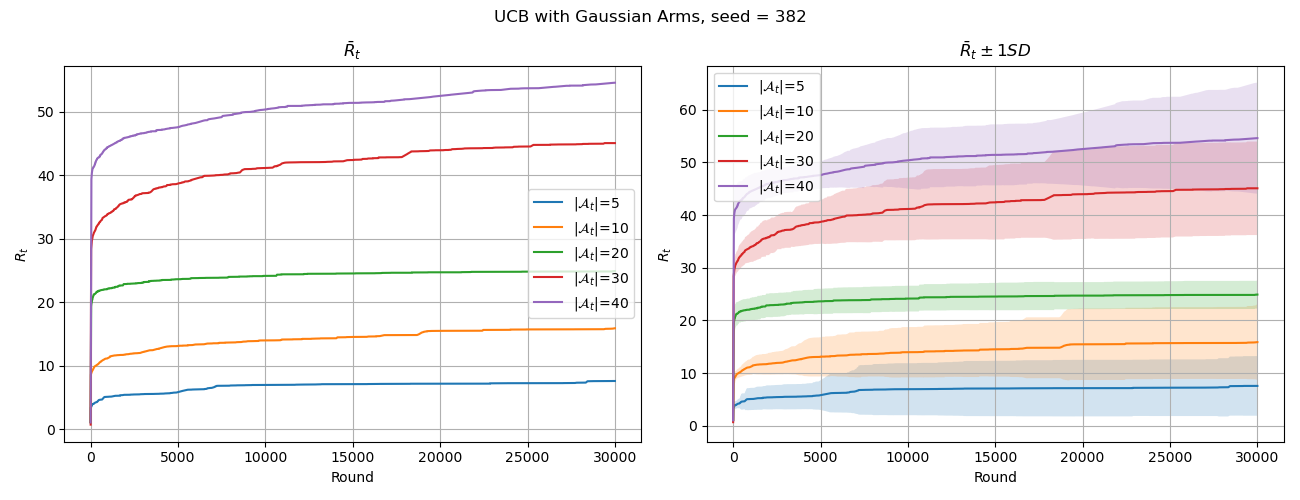 UCB with Gaussian Arms, seed = 382
R̄ₜ
50
40
30
20
10
0
Rₜ
0 5000 10000 15000 20000 25000 30000
Round
|𝒜ₜ|=5
|𝒜ₜ|=10
|𝒜ₜ|=20
|𝒜ₜ|=30
|𝒜ₜ|=40
R̄ₜ ± 1SD
60
50
40
30
20
10
0
Rₜ
0 5000 10000 15000 20000 25000 30000
Round
|𝒜ₜ|=5
|𝒜ₜ|=10
|𝒜ₜ|=20
|𝒜ₜ|=30
|𝒜ₜ|=40